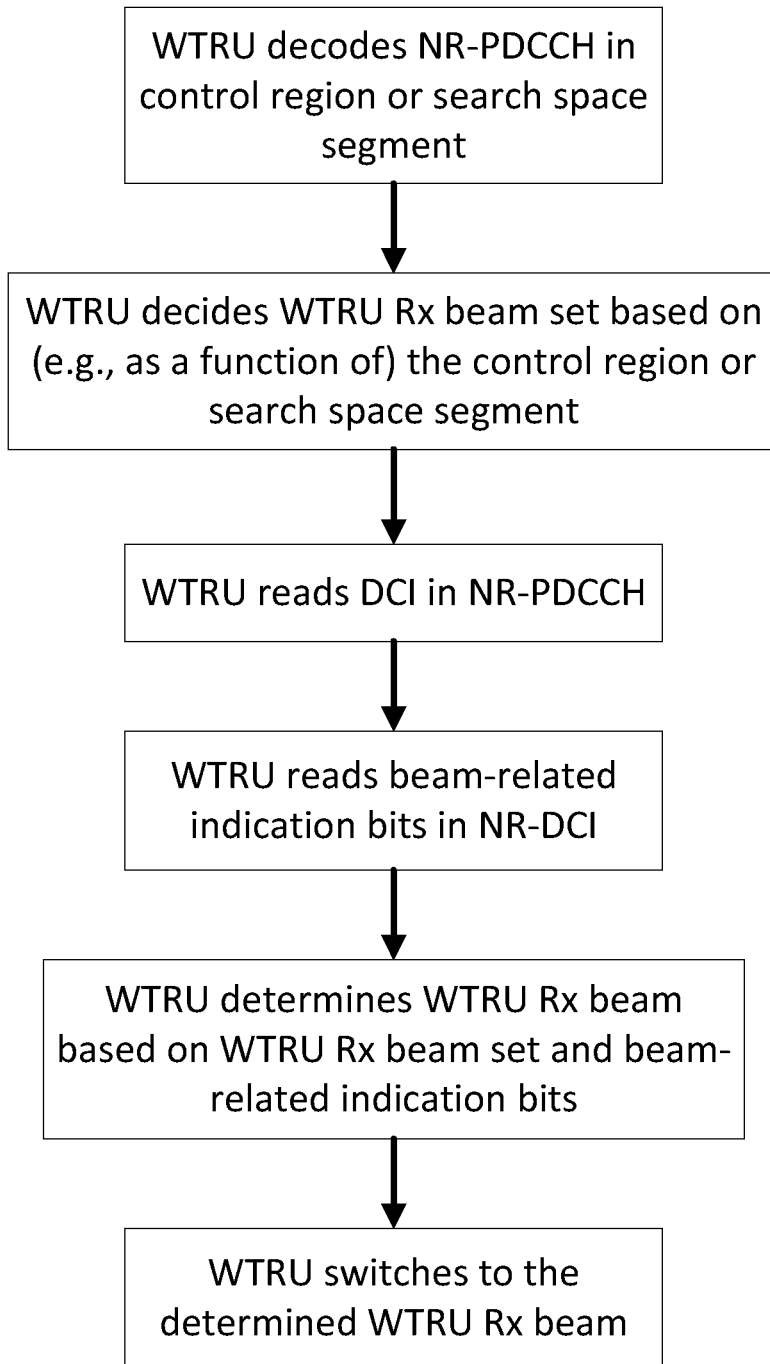 WTRU decodes NR-PDCCH in
control region or search space
segment
WTRU decides WTRU Rx beam set based on
(e.g., as a function of) the control region or
search space segment
WTRU reads DCI in NR-PDCCH
WTRU reads beam-related
indication bits in NR-DCI
WTRU determines WTRU Rx beam
based on WTRU Rx beam set and beam-
related indication bits
WTRU switches to the
determined WTRU Rx beam